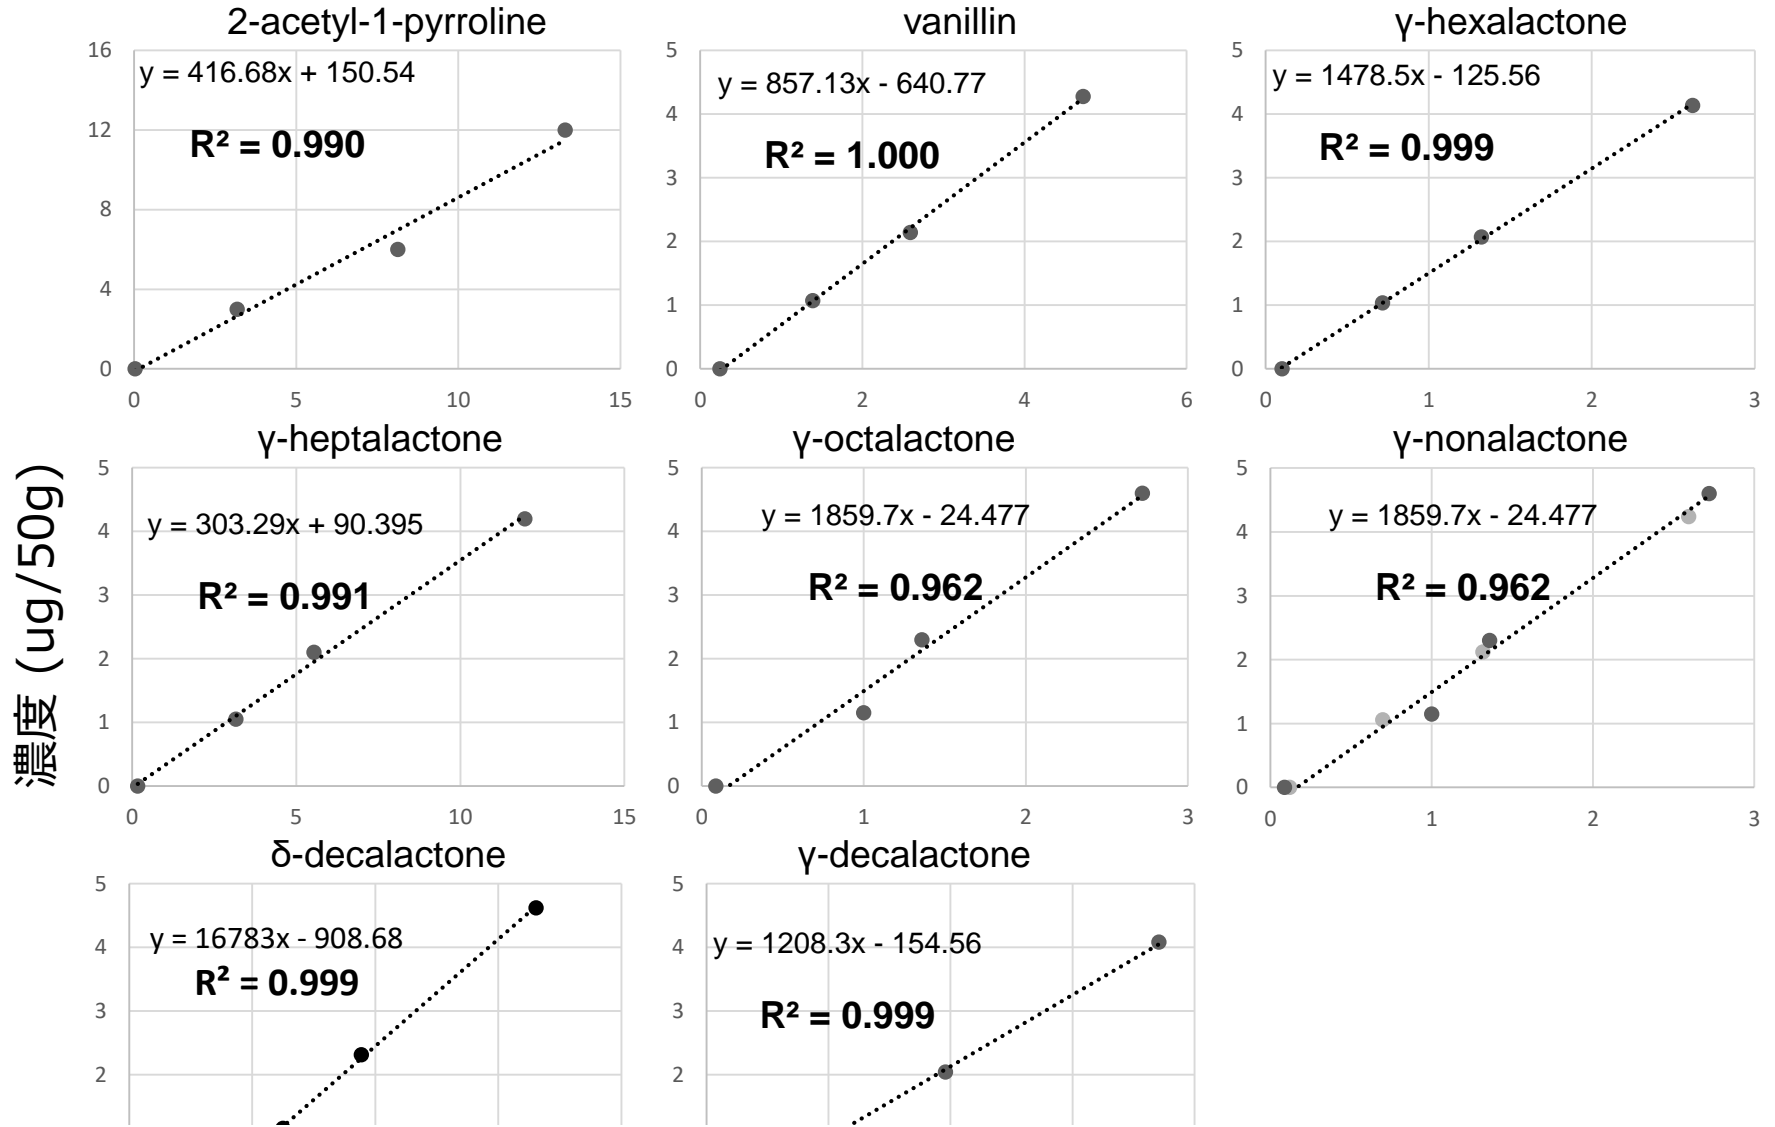 2-acetyl-1-pyrroline
16
12
8
4
0
y = 416.68x + 150.54
R² = 0.990
0 5 10 15
vanillin
5
4
3
2
1
0
y = 857.13x - 640.77
R² = 1.000
0 2 4 6
γ-hexalactone
5
4
3
2
1
0
y = 1478.5x - 125.56
R² = 0.999
0 1 2 3
濃度 (ug/50g)
γ-heptalactone
5
4
3
2
1
0
y = 303.29x + 90.395
R² = 0.991
0 5 10 15
γ-octalactone
5
4
3
2
1
0
y = 1859.7x - 24.477
R² = 0.962
0 1 2 3
γ-nonalactone
5
4
3
2
1
0
y = 1859.7x - 24.477
R² = 0.962
0 1 2 3
δ-decalactone
5
4
3
2
y = 16783x - 908.68
R² = 0.999
γ-decalactone
5
4
3
2
y = 1208.3x - 154.56
R² = 0.999